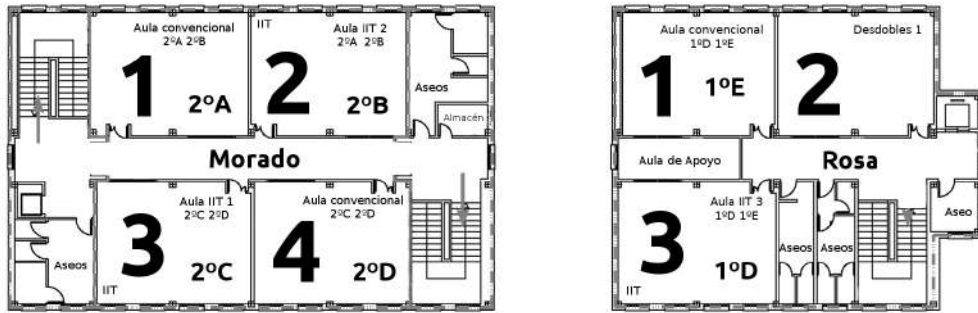 Aula convencional
2ºA 2ºB
1
2ºA
IIT
Aula IIT 2
2ºA 2ºB
2
2ºB
Aseos
Almacén
Morado
Aula IIT 1
2ºC 2ºD
3
2ºC
IIT
Aula convencional
2ºC 2ºD
4
2ºD
Aseos
Aula convencional
1ºD 1ºE
1
1ºE
Desdobles 1
2
Aula de Apoyo
Rosa
Aula IIT 3
1ºD 1ºE
3
1ºD
IIT
Aseos
Aseos
Aseo